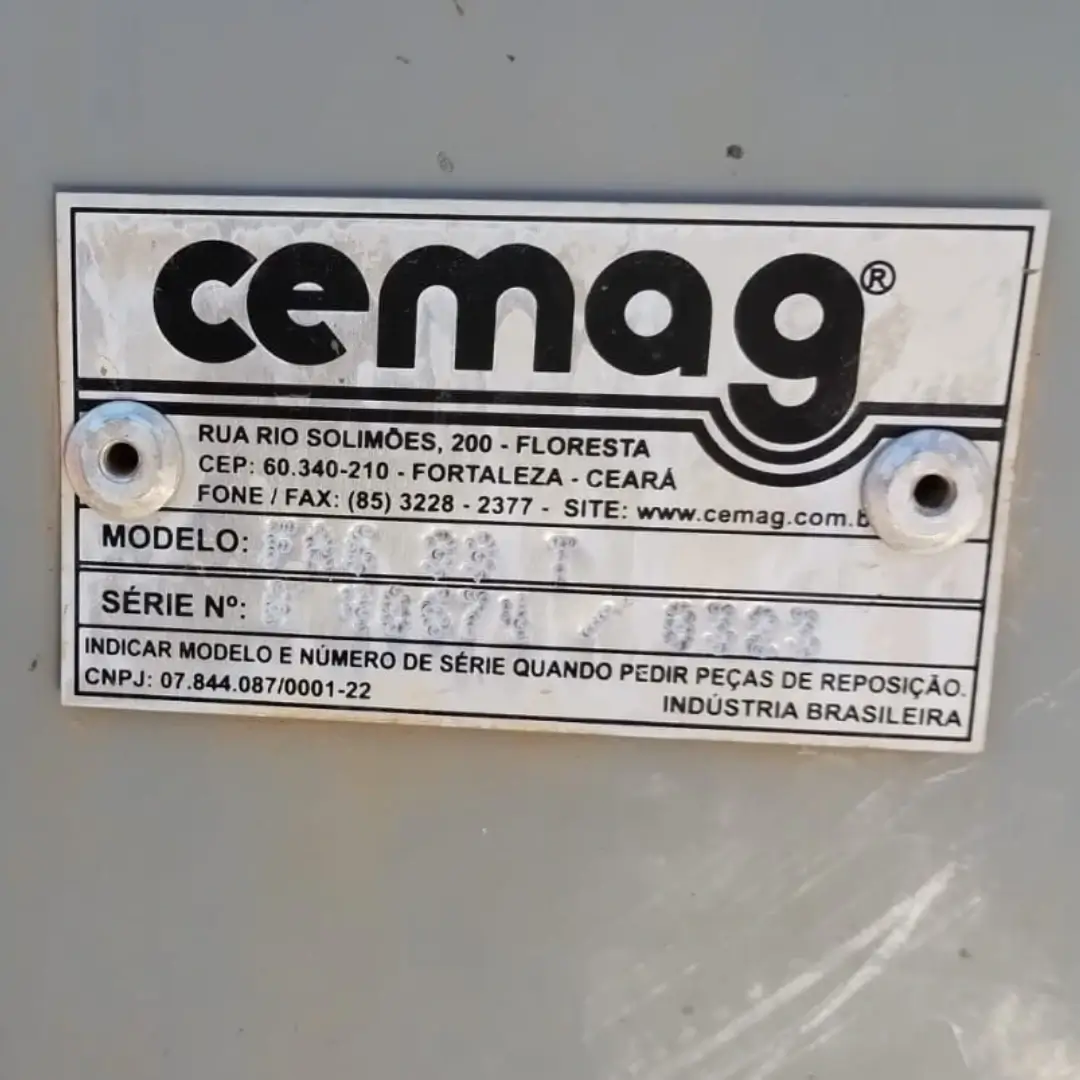 cemag®
RUA RIO SOLIMÕES, 200 - FLORESTA
CEP: 60.340-210 - FORTALEZA - CEARÁ
FONE / FAX: (85) 3228 - 2377 - SITE: www.cemag.com.b
MODELO: T
SÉRIE Nº: / 0323
INDICAR MODELO E NÚMERO DE SÉRIE QUANDO PEDIR PEÇAS DE REPOSIÇÃO.
CNPJ: 07.844.087/0001-22
INDÚSTRIA BRASILEIRA